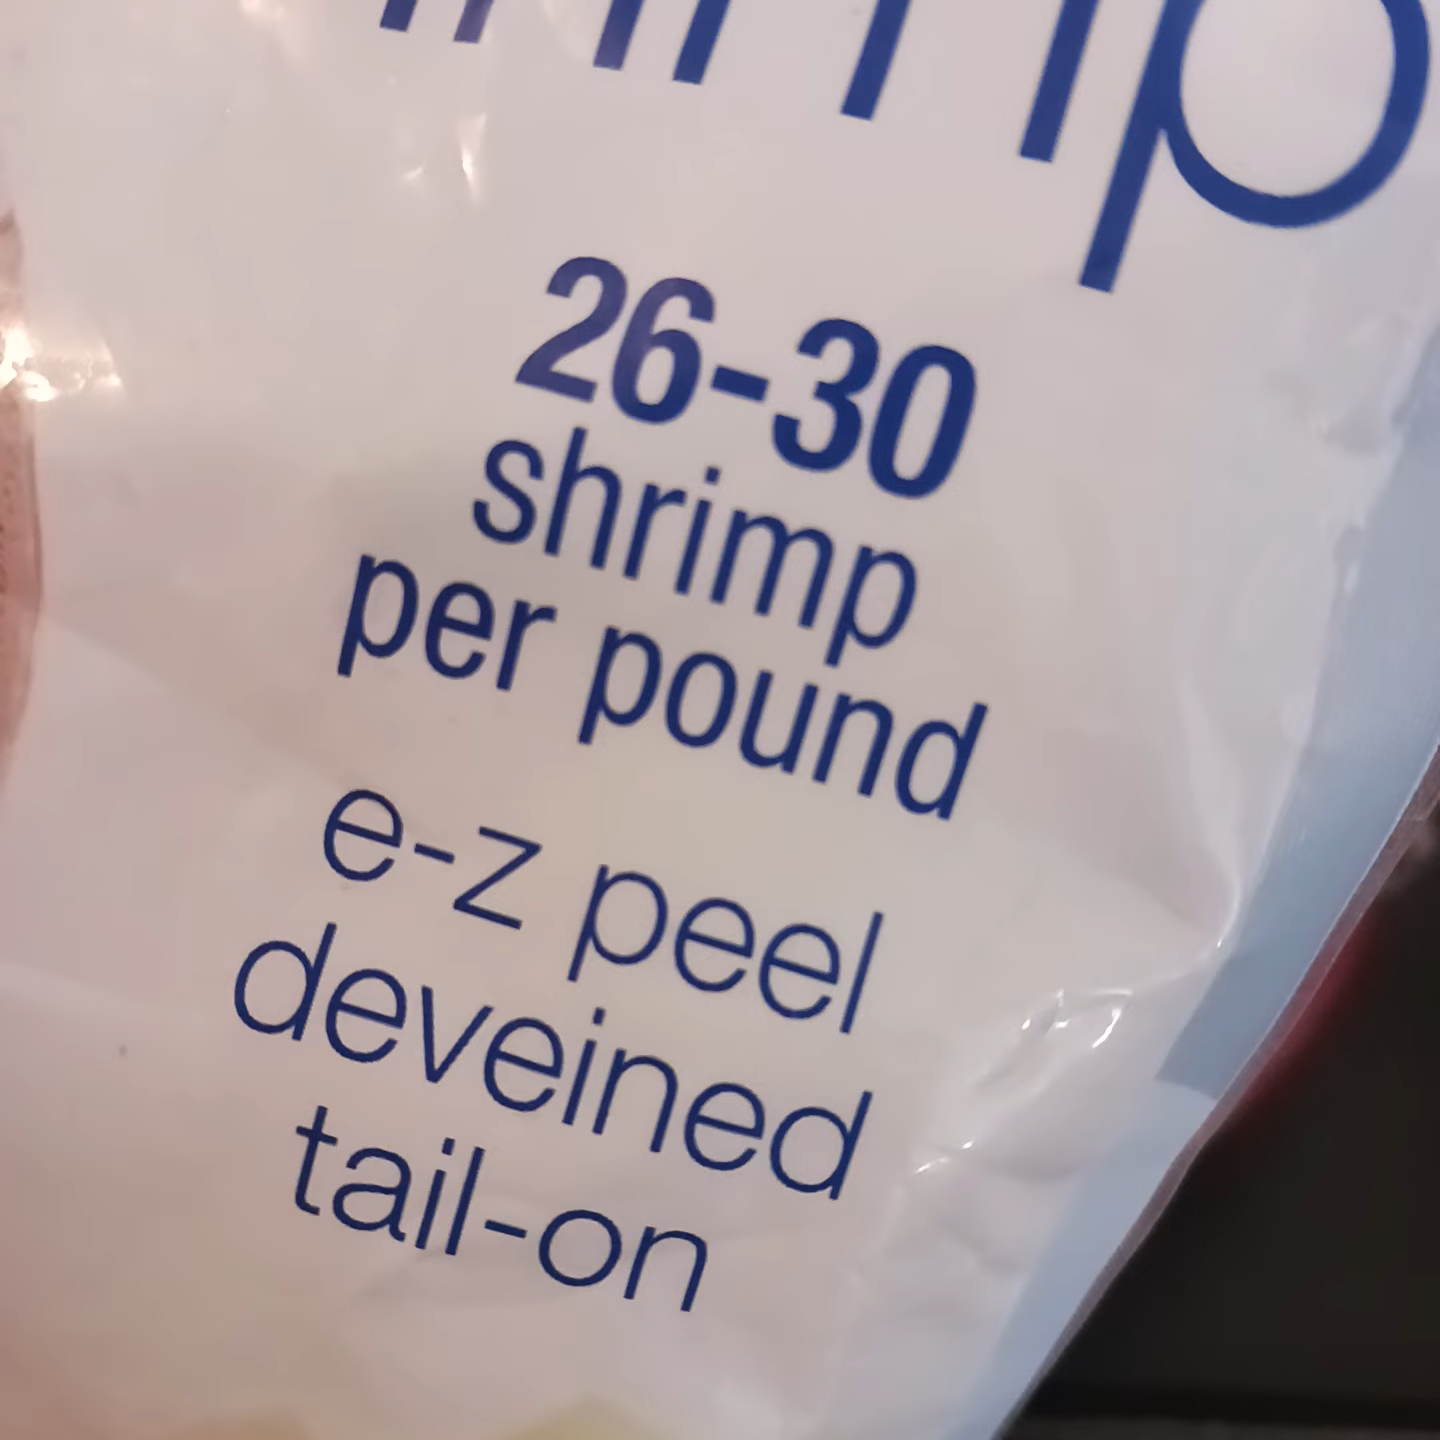 26-30
shrimp
per pound
e-z peel
deveined
tail-on